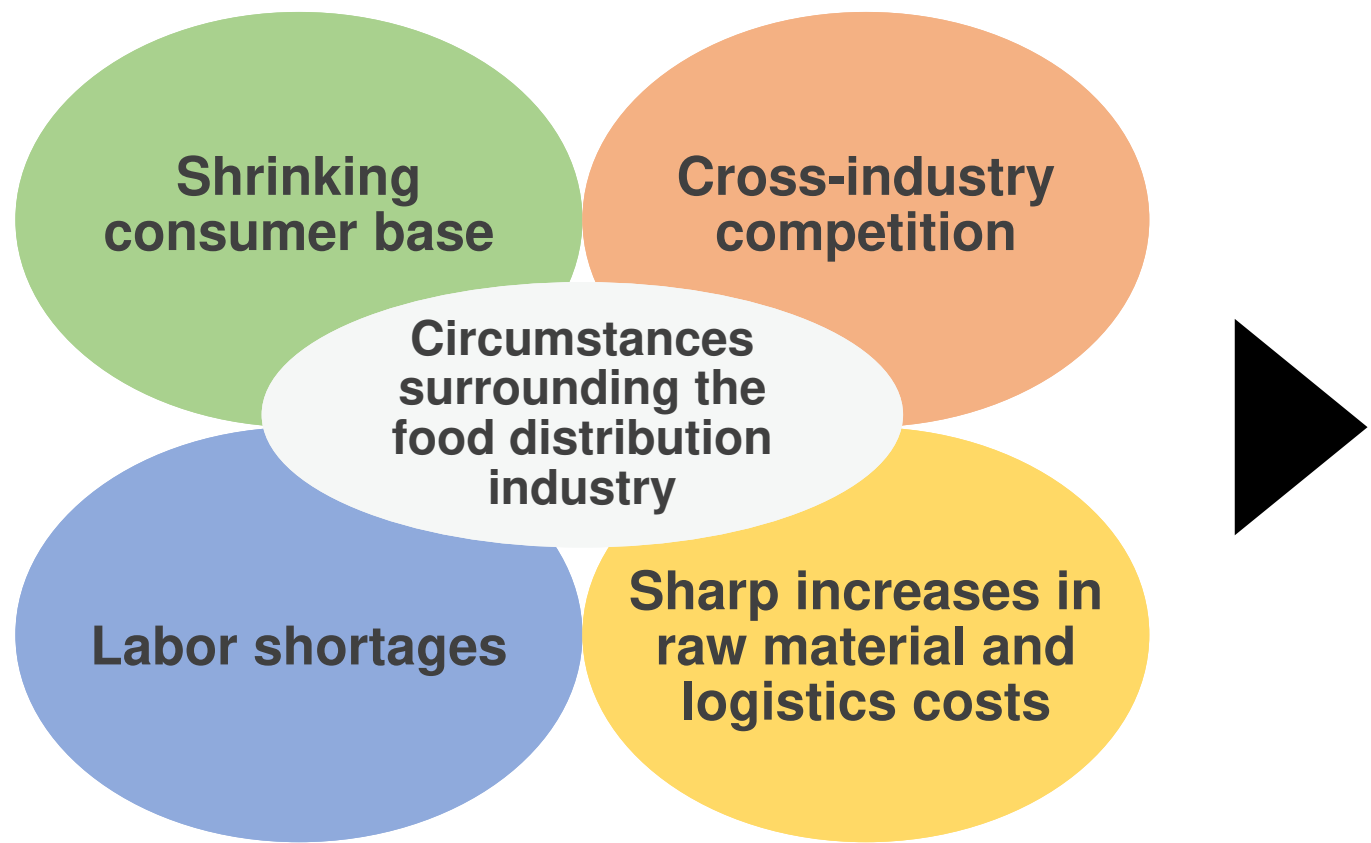 Shrinking
consumer base
Cross-industry
competition
Circumstances
surrounding the
food distribution
industry
Labor shortages
Sharp increases in
raw material and
logistics costs